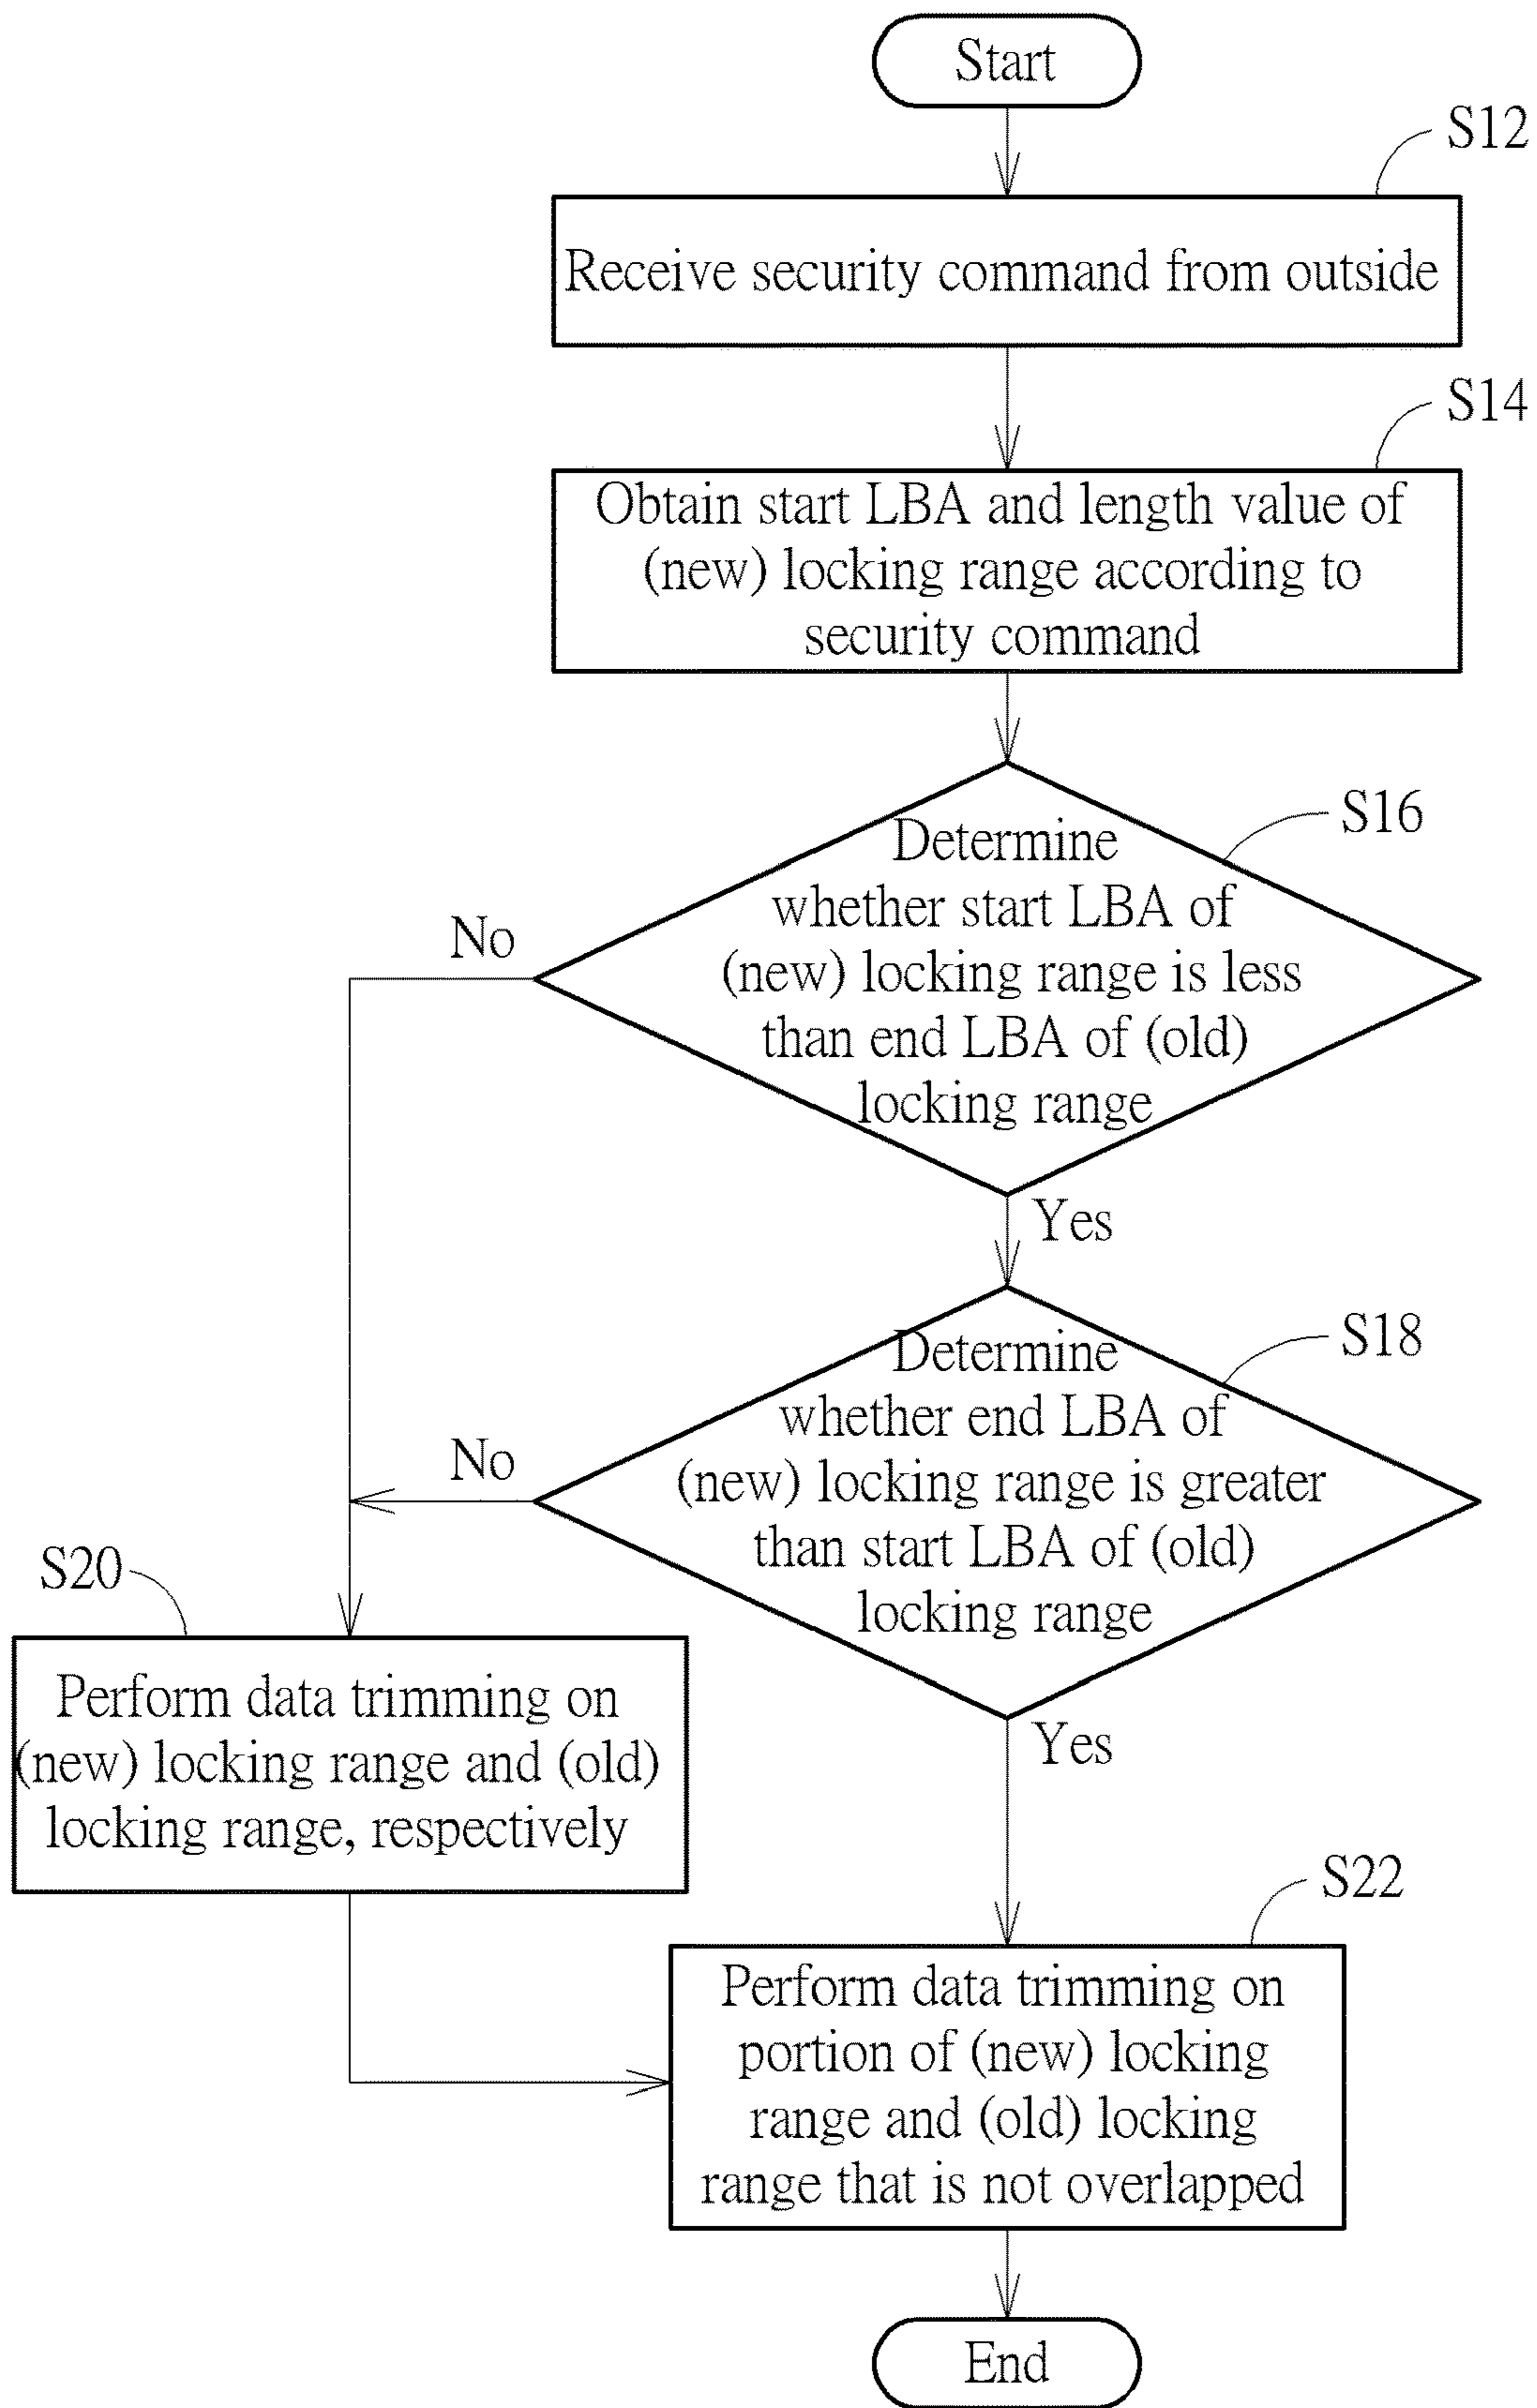 Start
S12
Receive security command from outside
S14
Obtain start LBA and length value of
(new) locking range according to
security command
S16
Determine
whether start LBA of
(new) locking range is less
than end LBA of (old)
locking range
No
Yes
S18
Determine
whether end LBA of
(new) locking range is greater
than start LBA of (old)
locking range
No
Yes
S20
Perform data trimming on
(new) locking range and (old)
locking range, respectively
S22
Perform data trimming on
portion of (new) locking
range and (old) locking
range that is not overlapped
End